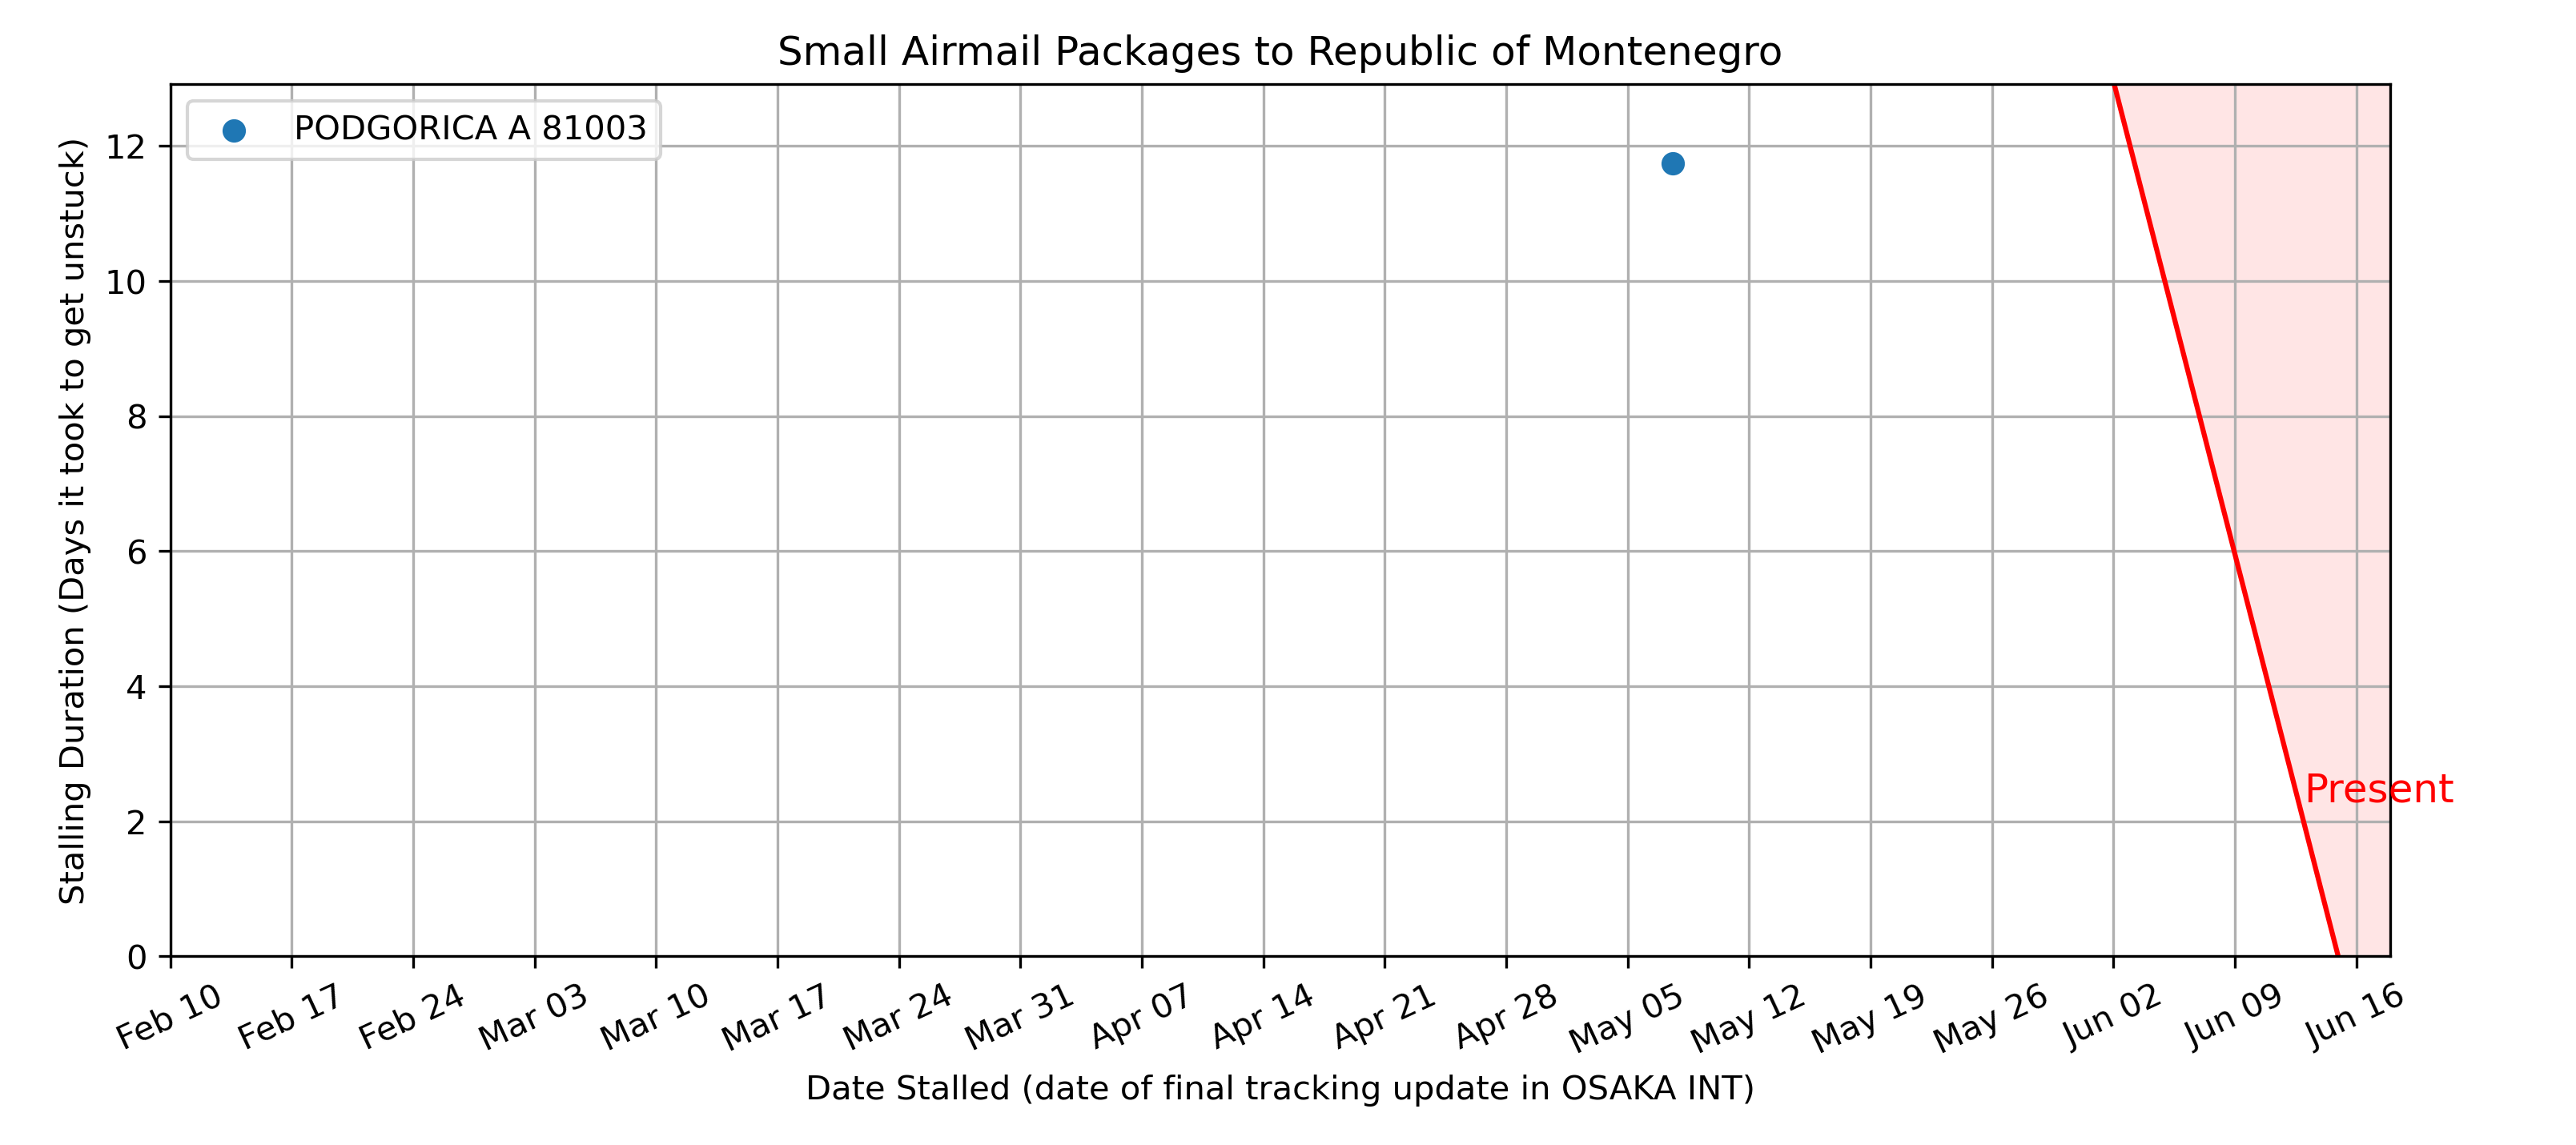 Small Airmail Packages to Republic of Montenegro
PODGORICA A 81003
Stalling Duration (Days it took to get unstuck)
12
10
8
6
4
2
0
Present
Feb 10
Feb 17
Feb 24
Mar 03
Mar 10
Mar 17
Mar 24
Mar 31
Apr 07
Apr 14
Apr 21
Apr 28
May 05
May 12
May 19
May 26
Jun 02
Jun 09
Jun 16
Date Stalled (date of final tracking update in OSAKA INT)